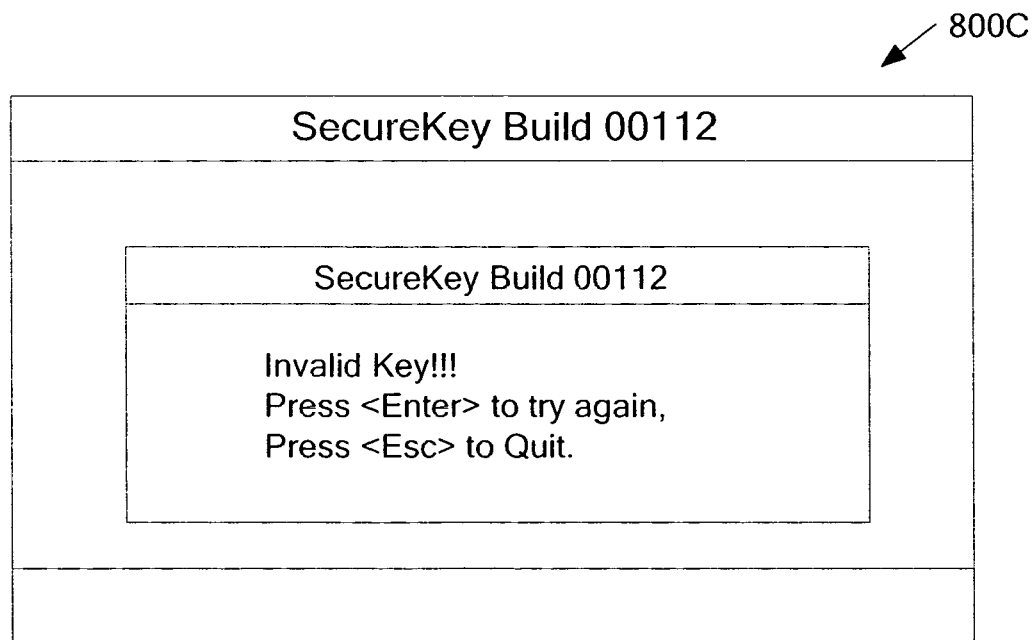 800C
SecureKey Build 00112
SecureKey Build 00112
Invalid Key!!!
Press <Enter> to try again,
Press <Esc> to Quit.